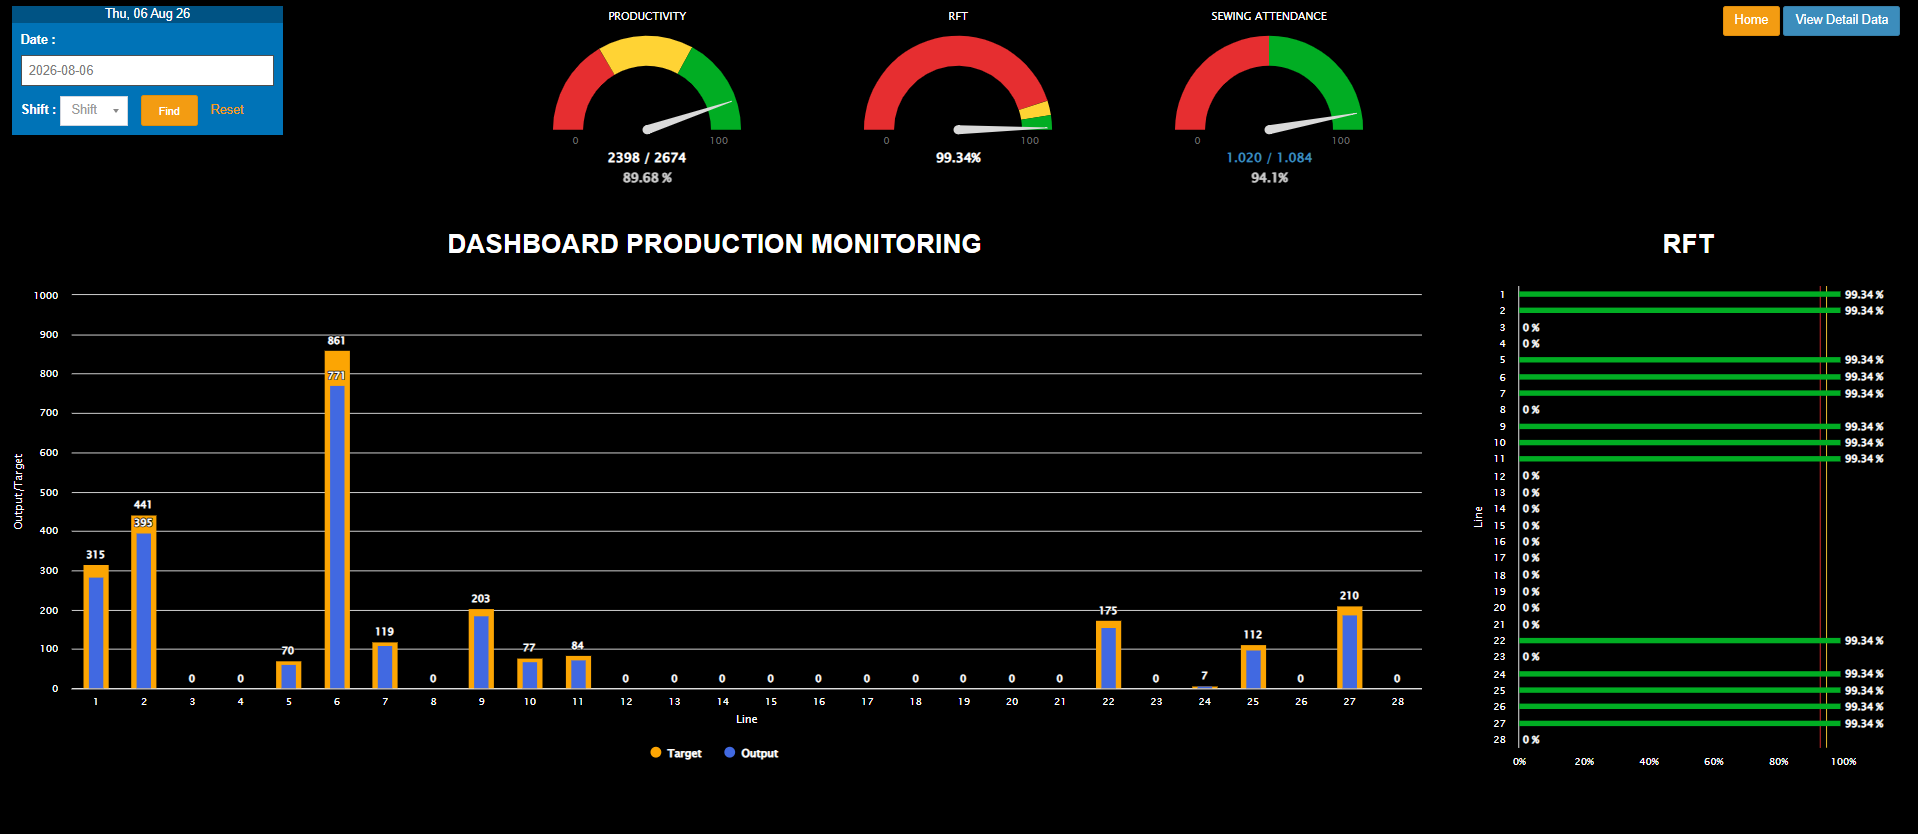 Thu, 06 Aug 26
Date :
2026-08-06
Shift :
Shift
Find
Reset
PRODUCTIVITY
0
100
2398 / 2674
89.68 %
RFT
0
100
99.34%
SEWING ATTENDANCE
0
100
1.020 / 1.084
94.1%
Home
View Detail Data
DASHBOARD PRODUCTION MONITORING
Output/Target
1000
900
800
700
600
500
400
300
200
100
0
315
441
395
0
0
70
861
771
119
0
203
77
84
0
0
0
0
0
0
0
0
0
0
175
0
7
112
0
210
0
1 2 3 4 5 6 7 8 9 10 11 12 13 14 15 16 17 18 19 20 21 22 23 24 25 26 27 28
Line
Target
Output
RFT
Line
1 99.34 %
2 99.34 %
3 0 %
4 0 %
5 99.34 %
6 99.34 %
7 99.34 %
8 0 %
9 99.34 %
10 99.34 %
11 99.34 %
12 0 %
13 0 %
14 0 %
15 0 %
16 0 %
17 0 %
18 0 %
19 0 %
20 0 %
21 0 %
22 99.34 %
23 0 %
24 99.34 %
25 99.34 %
26 99.34 %
27 99.34 %
28 0 %
0% 20% 40% 60% 80% 100%